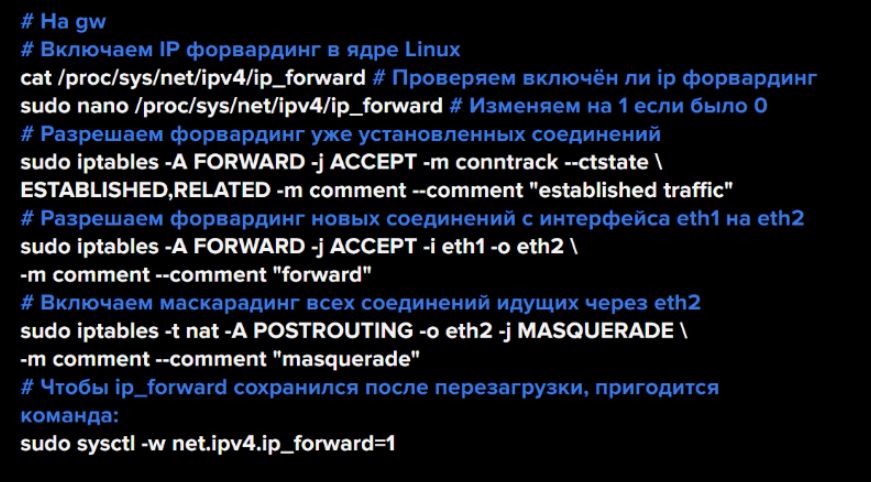 # На gw
# Включаем IP форвардинг в ядре Linux
cat /proc/sys/net/ipv4/ip_forward # Проверяем включён ли ip форвардинг
sudo nano /proc/sys/net/ipv4/ip_forward # Изменяем на 1 если было 0
# Разрешаем форвардинг уже установленных соединений
sudo iptables -A FORWARD -j ACCEPT -m conntrack --ctstate \
ESTABLISHED,RELATED -m comment --comment "established traffic"
# Разрешаем форвардинг новых соединений с интерфейса eth1 на eth2
sudo iptables -A FORWARD -j ACCEPT -i eth1 -o eth2 \
-m comment --comment "forward"
# Включаем маскарадинг всех соединений идущих через eth2
sudo iptables -t nat -A POSTROUTING -o eth2 -j MASQUERADE \
-m comment --comment "masquerade"
# Чтобы ip_forward сохранился после перезагрузки, пригодится
команда:
sudo sysctl -w net.ipv4.ip_forward=1